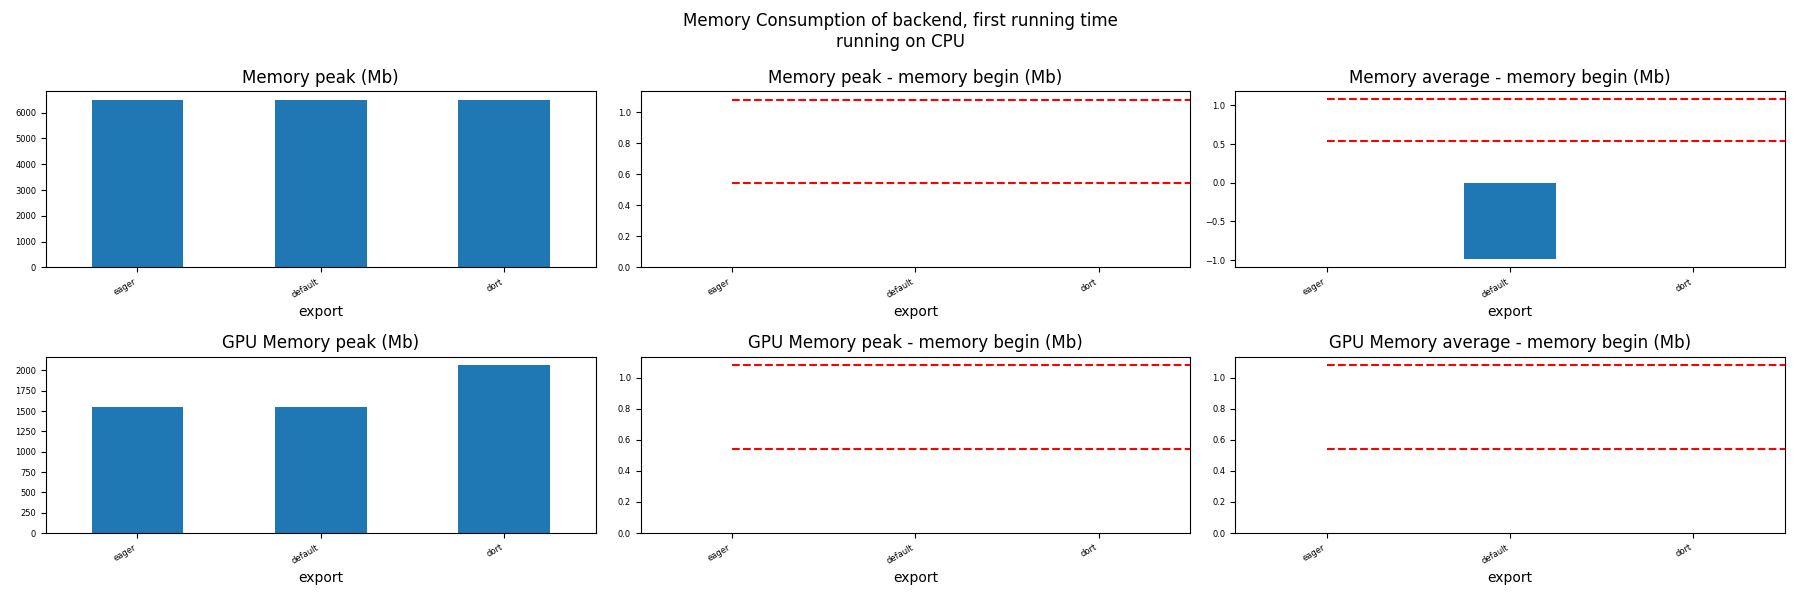 Memory Consumption of backend, first running time
running on CPU
Memory peak (Mb)
6000
5000
4000
3000
2000
1000
0
eager
default
dort
export
Memory peak - memory begin (Mb)
1.0
0.8
0.6
0.4
0.2
0.0
eager
default
dort
export
Memory average - memory begin (Mb)
1.0
0.5
0.0
−0.5
−1.0
eager
default
dort
export
GPU Memory peak (Mb)
2000
1750
1500
1250
1000
750
500
250
0
eager
default
dort
export
GPU Memory peak - memory begin (Mb)
1.0
0.8
0.6
0.4
0.2
0.0
eager
default
dort
export
GPU Memory average - memory begin (Mb)
1.0
0.8
0.6
0.4
0.2
0.0
eager
default
dort
export